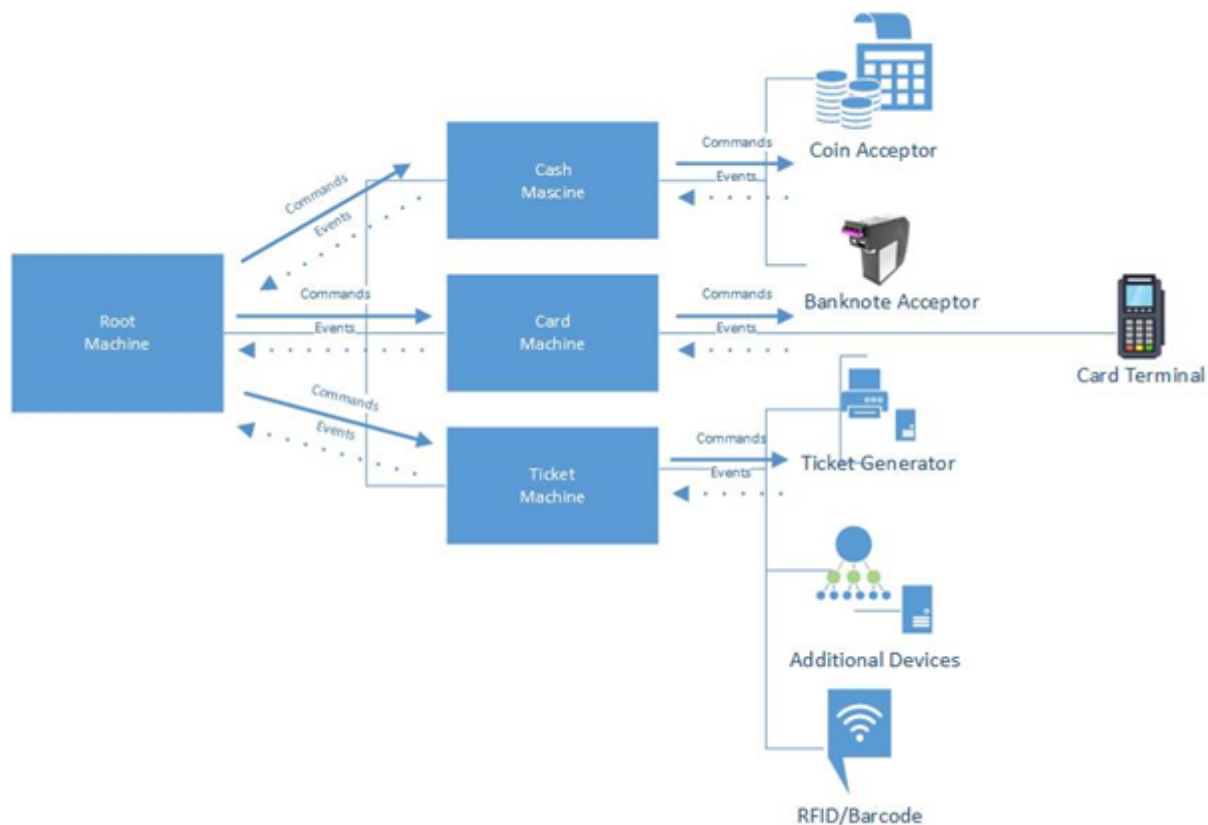 Coin Acceptor
Commands
Events
Cash
Mascine
Commands
Events
Banknote Acceptor
Root
Machine
Commands
Events
Card
Machine
Commands
Events
Card Terminal
Commands
Events
Ticket
Machine
Commands
Events
Ticket Generator
Additional Devices
RFID/Barcode